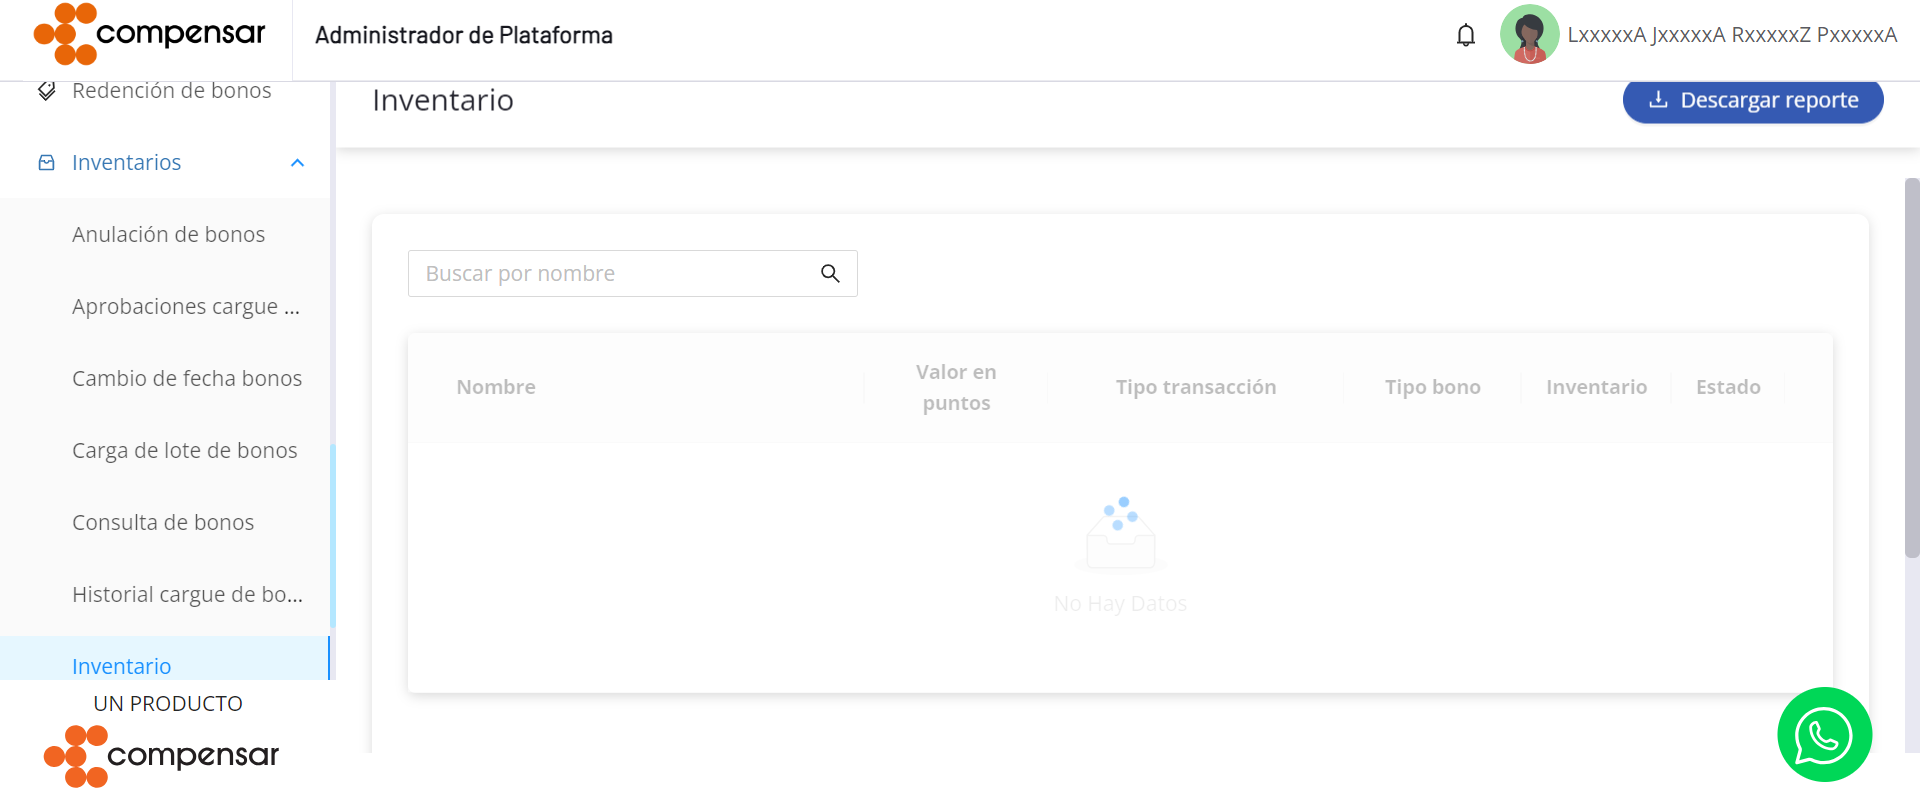 compensar
Administrador de Plataforma
LxxxxxA JxxxxxA RxxxxxZ PxxxxxA
Redención de bonos
Inventarios
Anulación de bonos
Aprobaciones cargue ...
Cambio de fecha bonos
Carga de lote de bonos
Consulta de bonos
Historial cargue de bo...
Inventario
UN PRODUCTO
compensar
Inventario
Descargar reporte
Buscar por nombre
Nombre
Valor en
puntos
Tipo transacción
Tipo bono
Inventario
Estado
No Hay Datos